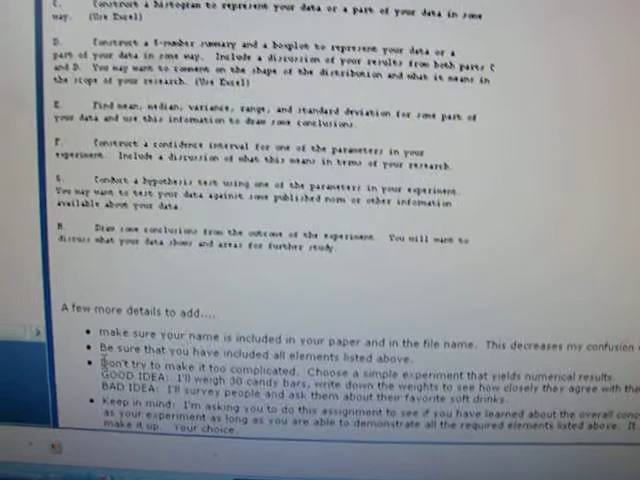 C. Construct a histogram to represent your data or a part of your data in some
way. (Use Excel)
D. Construct a 5-number summary and a boxplot to represent your data or a
part of your data in some way. Include a discussion of your results from both parts C
and D. You may want to comment on the shape of the distribution and what it means in
the scope of your research. (Use Excel)
E. Find mean, median, variance, range, and standard deviation for some part of
your data and use this information to draw some conclusions.
F. Construct a confidence interval for one of the parameters in your
experiment. Include a discussion of what this means in terms of your research.
G. Conduct a hypothesis test using one of the parameters in your experiment.
You may want to test your data against some published norm or other information
available about your data.
H. Draw some conclusions from the outcome of the experiment. You will want to
discuss what your data shows and areas for further study.
A few more details to add....
• make sure your name is included in your paper and in the file name. This decreases my confusion
• Be sure that you have included all elements listed above.
• Don't try to make it too complicated. Choose a simple experiment that yields numerical results.
GOOD IDEA: I'll weigh 30 candy bars, write down the weights to see how closely they agree with the
BAD IDEA: I'll survey people and ask them about their favorite soft drinks.
• Keep in mind: I'm asking you to do this assignment to see if you have learned about the overall conc
as your experiment as long as you are able to demonstrate all the required elements listed above. It
make it up. Your choice.